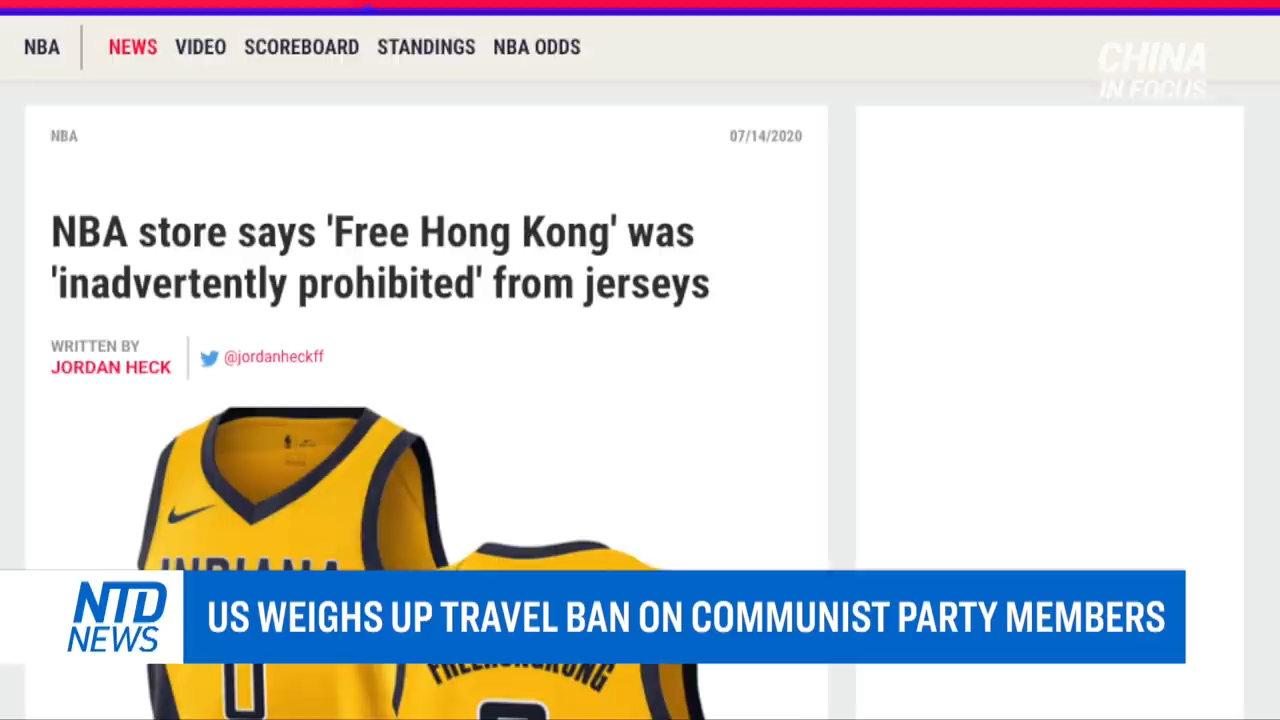 NBA NEWS VIDEO SCOREBOARD STANDINGS NBA ODDS
CHINA
IN FOCUS
NBA 07/14/2020
NBA store says 'Free Hong Kong' was
'inadvertently prohibited' from jerseys
WRITTEN BY
JORDAN HECK
@jordanheckff
INDIANA
NTD
NEWS
US WEIGHS UP TRAVEL BAN ON COMMUNIST PARTY MEMBERS
FREEHONGKONG